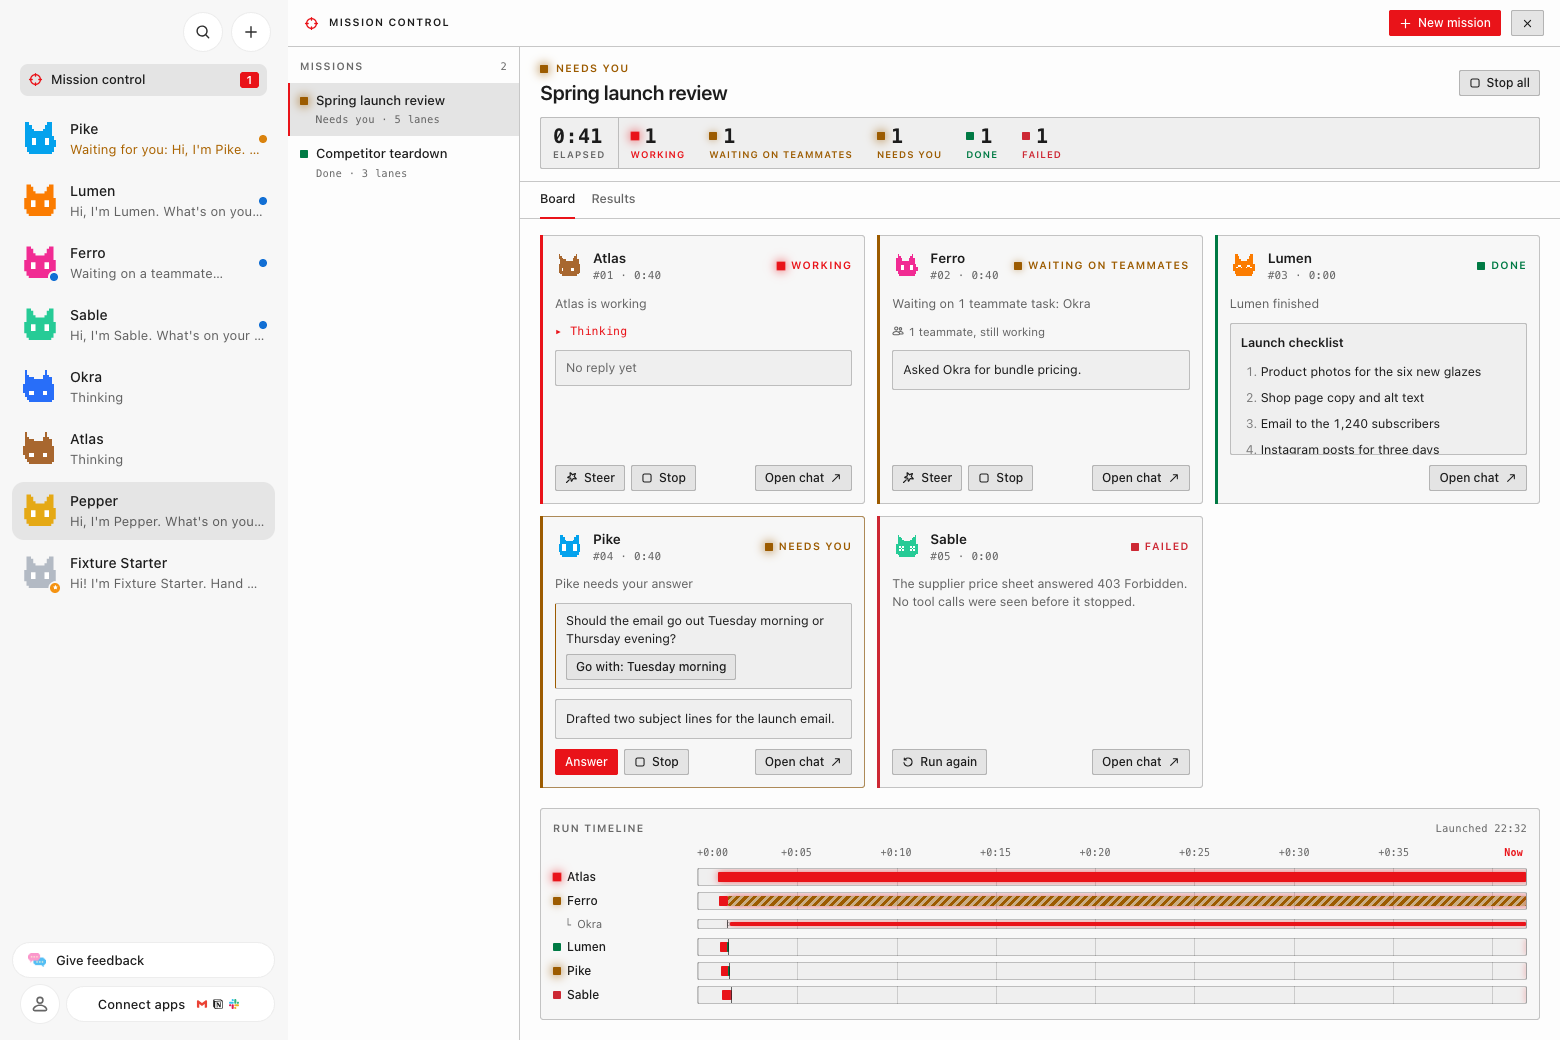 Mission control
1
Pike
Waiting for you: Hi, I'm Pike. ...
Lumen
Hi, I'm Lumen. What's on you...
Ferro
Waiting on a teammate...
Sable
Hi, I'm Sable. What's on your ...
Okra
Thinking
Atlas
Thinking
Pepper
Hi, I'm Pepper. What's on you...
Fixture Starter
Hi! I'm Fixture Starter. Hand ...
Give feedback
Connect apps
MISSION CONTROL
New mission
MISSIONS 2
Spring launch review
Needs you · 5 lanes
Competitor teardown
Done · 3 lanes
NEEDS YOU
Spring launch review
Stop all
0:41 1 1 1 1 1
ELAPSED WORKING WAITING ON TEAMMATES NEEDS YOU DONE FAILED
Board Results
Atlas
#01 · 0:40
WORKING
Atlas is working
▸ Thinking
No reply yet
Steer Stop Open chat ↗
Ferro
#02 · 0:40
WAITING ON TEAMMATES
Waiting on 1 teammate task: Okra
1 teammate, still working
Asked Okra for bundle pricing.
Steer Stop Open chat ↗
Lumen
#03 · 0:00
DONE
Lumen finished
Launch checklist
1. Product photos for the six new glazes
2. Shop page copy and alt text
3. Email to the 1,240 subscribers
4. Instagram posts for three days
Open chat ↗
Pike
#04 · 0:40
NEEDS YOU
Pike needs your answer
Should the email go out Tuesday morning or
Thursday evening?
Go with: Tuesday morning
Drafted two subject lines for the launch email.
Answer Stop Open chat ↗
Sable
#05 · 0:00
FAILED
The supplier price sheet answered 403 Forbidden.
No tool calls were seen before it stopped.
Run again Open chat ↗
RUN TIMELINE Launched 22:32
+0:00 +0:05 +0:10 +0:15 +0:20 +0:25 +0:30 +0:35 Now
Atlas
Ferro
└ Okra
Lumen
Pike
Sable